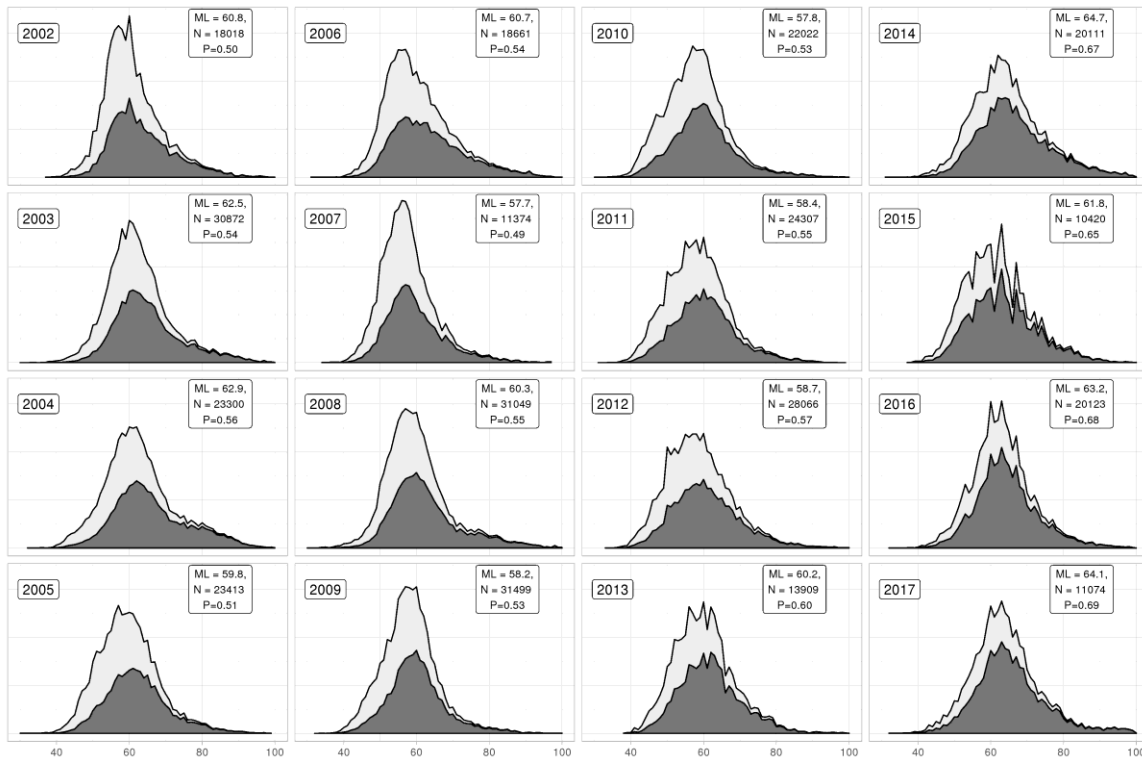 2002
ML = 60.8,
N = 18018
P=0.50
2006
ML = 60.7,
N = 18661
P=0.54
2010
ML = 57.8,
N = 22022
P=0.53
2014
ML = 64.7,
N = 20111
P=0.67
2003
ML = 62.5,
N = 30872
P=0.54
2007
ML = 57.7,
N = 11374
P=0.49
2011
ML = 58.4,
N = 24307
P=0.55
2015
ML = 61.8,
N = 10420
P=0.65
2004
ML = 62.9,
N = 23300
P=0.56
2008
ML = 60.3,
N = 31049
P=0.55
2012
ML = 58.7,
N = 28066
P=0.57
2016
ML = 63.2,
N = 20123
P=0.68
2005
ML = 59.8,
N = 23413
P=0.51
2009
ML = 58.2,
N = 31499
P=0.53
2013
ML = 60.2,
N = 13909
P=0.60
2017
ML = 64.1,
N = 11074
P=0.69
40 60 80 100 40 60 80 100 40 60 80 100 40 60 80 100